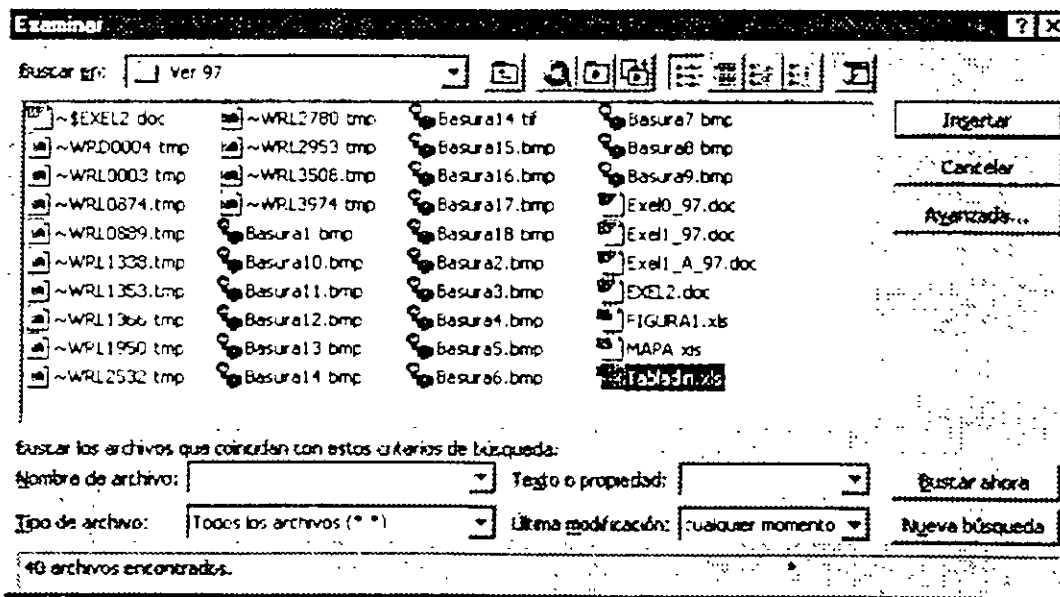 Examinar
Buscar en: Ver 97
~$EXEL2 doc
~WRD0004 tmp
~WRL0003 tmp
~WRL0874.tmp
~WRL0889.tmp
~WRL1338.tmp
~WRL1353.tmp
~WRL1366 tmp
~WRL1950 tmp
~WRL2532 tmp
~WRL2780 tmp
~WRL2953 tmp
~WRL3508.tmp
~WRL3974 tmp
Basura1 bmp
Basura10.bmp
Basura11.bmp
Basura12.bmp
Basura13 bmp
Basura14 bmp
Basura14 tif
Basura15.bmp
Basura16.bmp
Basura17.bmp
Basura18 bmp
Basura2.bmp
Basura3.bmp
Basura4.bmp
Basura5.bmp
Basura6.bmp
Basura7 bmp
Basura8 bmp
Basura9.bmp
Exel0_97.doc
Exel1_97.doc
Exel1_A_97.doc
EXEL2.doc
FIGURA1.xls
MAPA xls
Insertar
Cancelar
Avanzada...
Buscar los archivos que coincidan con estos criterios de búsqueda:
Nombre de archivo: Texto o propiedad: Buscar ahora
Tipo de archivo: Todos los archivos (*.*) Última modificación: cualquier momento Nueva búsqueda
40 archivos encontrados.